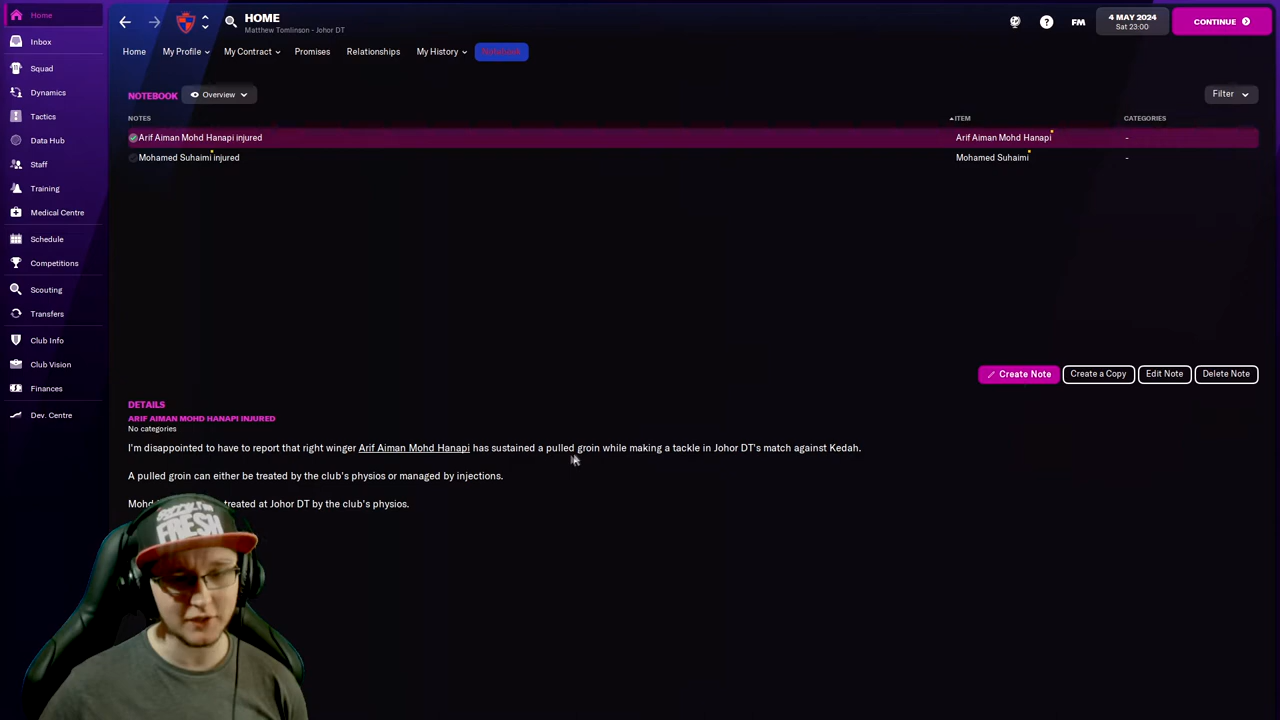 Home
HOME
Matthew Tomlinson - Johor DT
FM
4 MAY 2024
Sat 23:00
CONTINUE
Inbox
Squad
Dynamics
Tactics
Data Hub
Staff
Training
Medical Centre
Schedule
Competitions
Scouting
Transfers
Club Info
Club Vision
Finances
Dev. Centre
Home My Profile My Contract Promises Relationships My History Notebook
NOTEBOOK Overview Filter
NOTES ITEM CATEGORIES
Arif Aiman Mohd Hanapi injured Arif Aiman Mohd Hanapi -
Mohamed Suhaimi injured Mohamed Suhaimi -
Create Note Create a Copy Edit Note Delete Note
DETAILS
ARIF AIMAN MOHD HANAPI INJURED
No categories
I'm disappointed to have to report that right winger Arif Aiman Mohd Hanapi has sustained a pulled groin while making a tackle in Johor DT's match against Kedah.
A pulled groin can either be treated by the club's physios or managed by injections.
Mohd treated at Johor DT by the club's physios.
FRESH